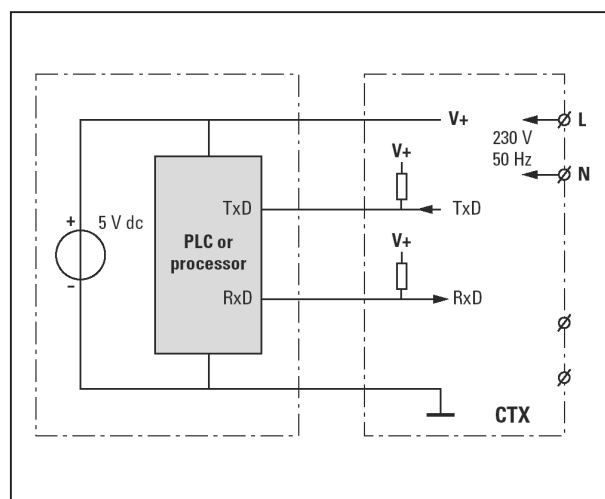 V+
L
230 V
50 Hz
V+
N
TxD
TxD
+
5 V dc
PLC or
processor
V+
–
RxD
RxD
CTX